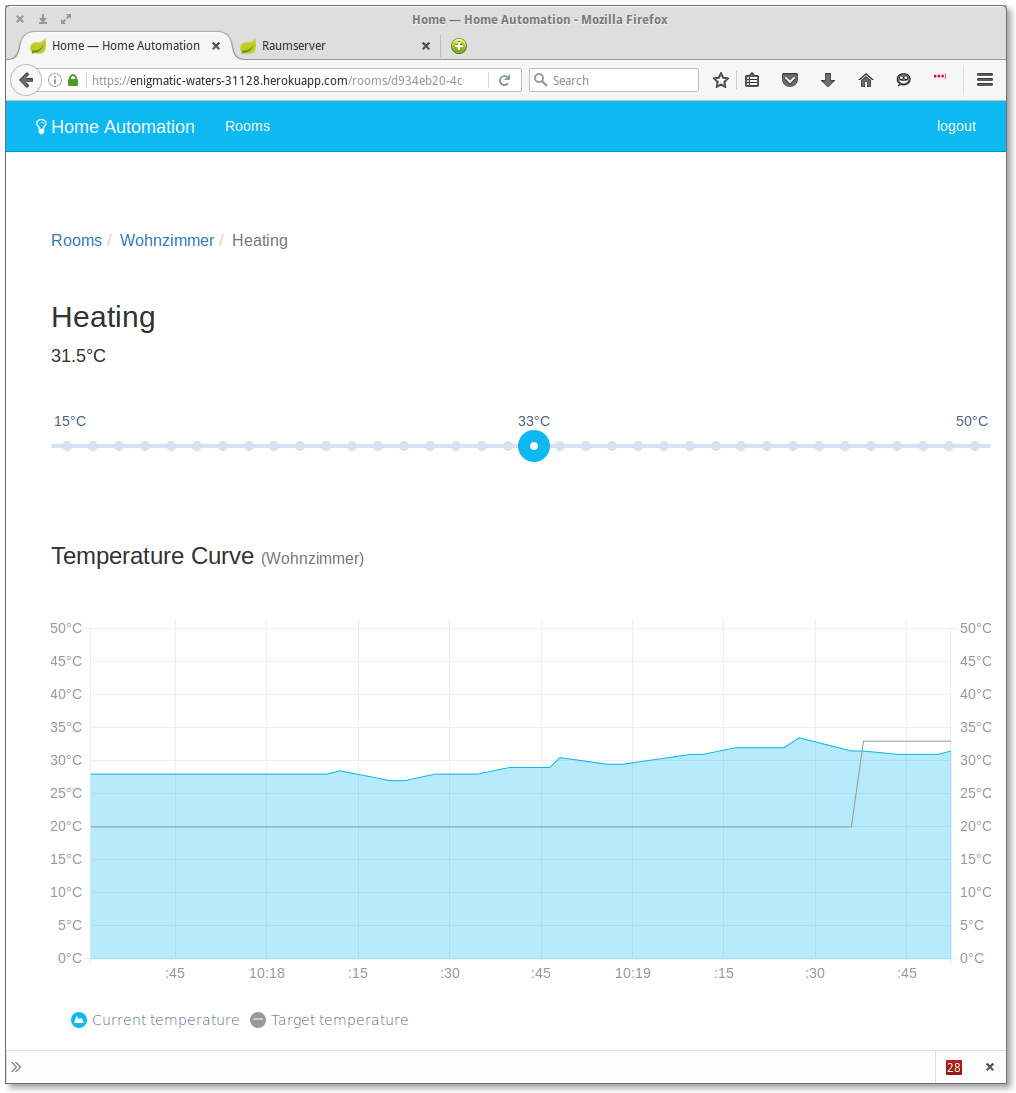 Home — Home Automation - Mozilla Firefox
Home — Home Automation Raumserver
https://enigmatic-waters-31128.herokuapp.com/rooms/d934eb20-4c Search
Home Automation Rooms logout
Rooms / Wohnzimmer / Heating
Heating
31.5°C
15°C 33°C 50°C
Temperature Curve (Wohnzimmer)
50°C 50°C
45°C 45°C
40°C 40°C
35°C 35°C
30°C 30°C
25°C 25°C
20°C 20°C
15°C 15°C
10°C 10°C
5°C 5°C
0°C 0°C
:45 10:18 :15 :30 :45 10:19 :15 :30 :45
Current temperature Target temperature
28